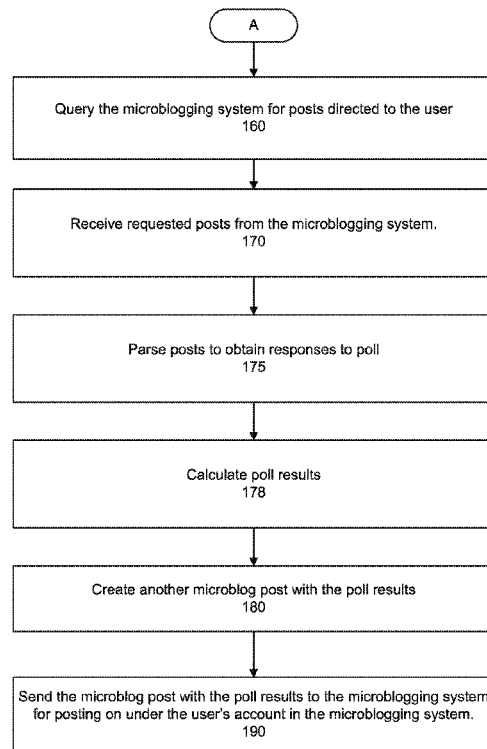 A
Query the microblogging system for posts directed to the user
160
Receive requested posts from the microblogging system.
170
Parse posts to obtain responses to poll
175
Calculate poll results
178
Create another microblog post with the poll results
180
Send the microblog post with the poll results to the microblogging system
for posting on under the user's account in the microblogging system.
190